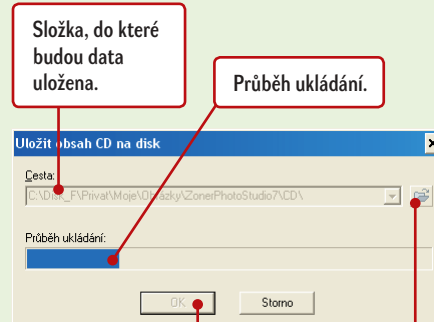 Složka, do které
budou data
uložena.
Průběh ukládání.
Uložit obsah CD na disk
Cesta:
C:\Disk_F\Privat\Moje\Obrázky\ZonerPhotoStudio7\CD\
Průběh ukládání:
OK
Storno